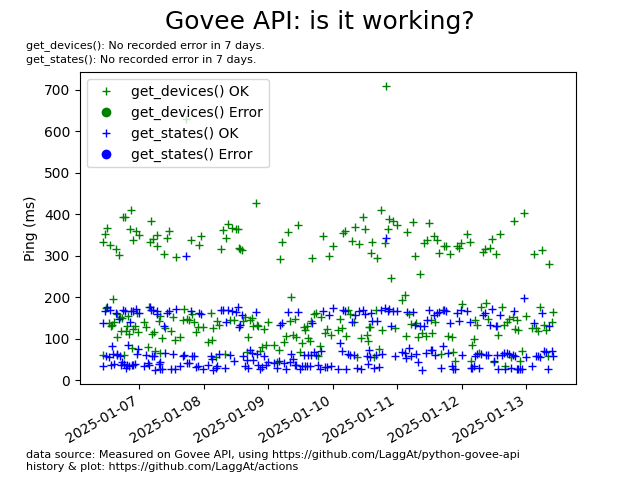 Govee API: is it working?
get_devices(): No recorded error in 7 days.
get_states(): No recorded error in 7 days.
get_devices() OK
get_devices() Error
get_states() OK
get_states() Error
Ping (ms)
700
600
500
400
300
200
100
0
2025-01-07
2025-01-08
2025-01-09
2025-01-10
2025-01-11
2025-01-12
2025-01-13
data source: Measured on Govee API, using https://github.com/LaggAt/python-govee-api
history & plot: https://github.com/LaggAt/actions